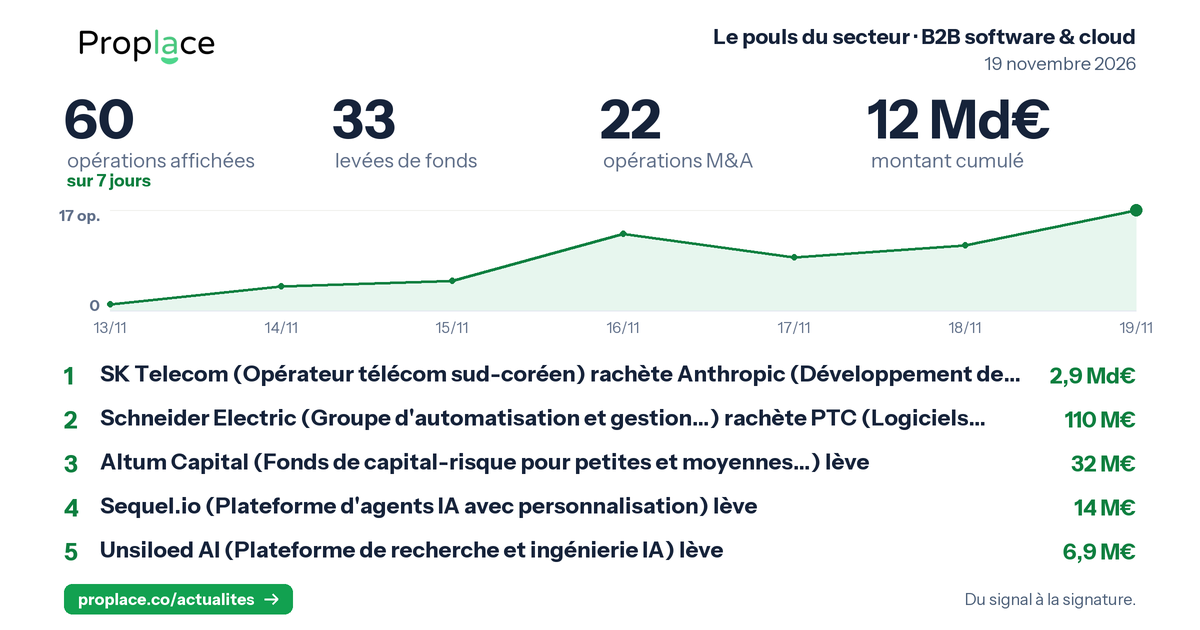 Proplace
Le pouls du secteur · B2B software & cloud
19 novembre 2026
60
opérations affichées
sur 7 jours
33
levées de fonds
22
opérations M&A
12 Md€
montant cumulé
17 op.
0
13/11
14/11
15/11
16/11
17/11
18/11
19/11
1 SK Telecom (Opérateur télécom sud-coréen) rachète Anthropic (Développement de... 2,9 Md€
2 Schneider Electric (Groupe d'automatisation et gestion...) rachète PTC (Logiciels... 110 M€
3 Altum Capital (Fonds de capital-risque pour petites et moyennes...) lève 32 M€
4 Sequel.io (Plateforme d'agents IA avec personnalisation) lève 14 M€
5 Unsiloed AI (Plateforme de recherche et ingénierie IA) lève 6,9 M€
proplace.co/actualites →
Du signal à la signature.